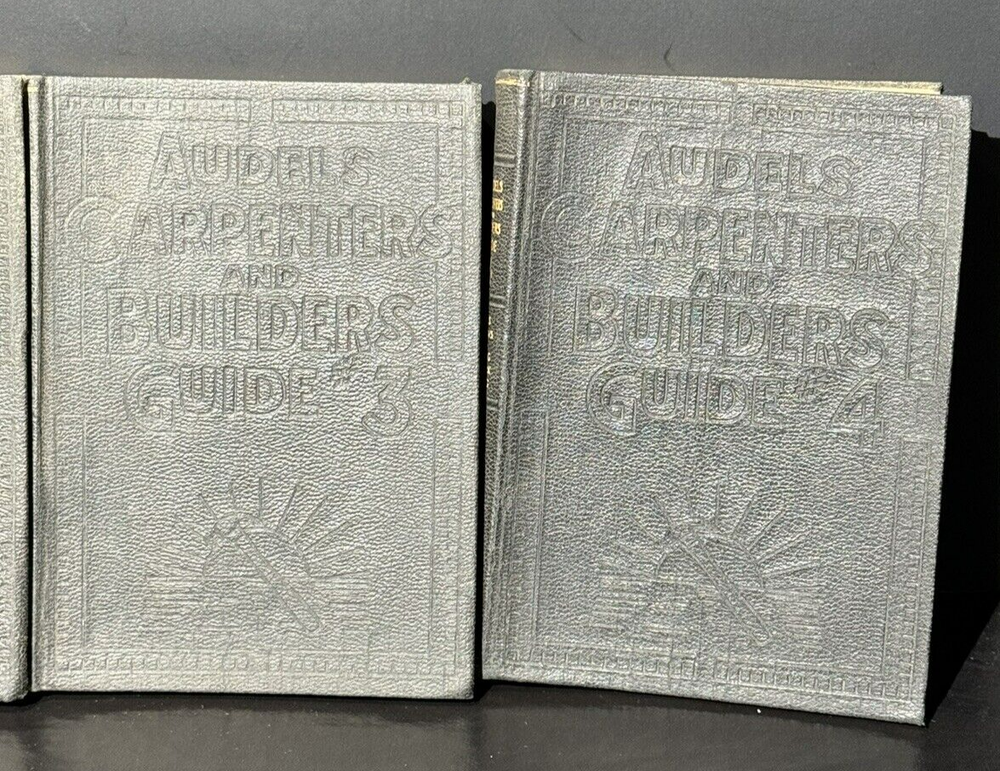 AUDELS
CARPENTERS
AND
BUILDERS
GUIDE #3
AUDELS
CARPENTERS
AND
BUILDERS
GUIDE #4